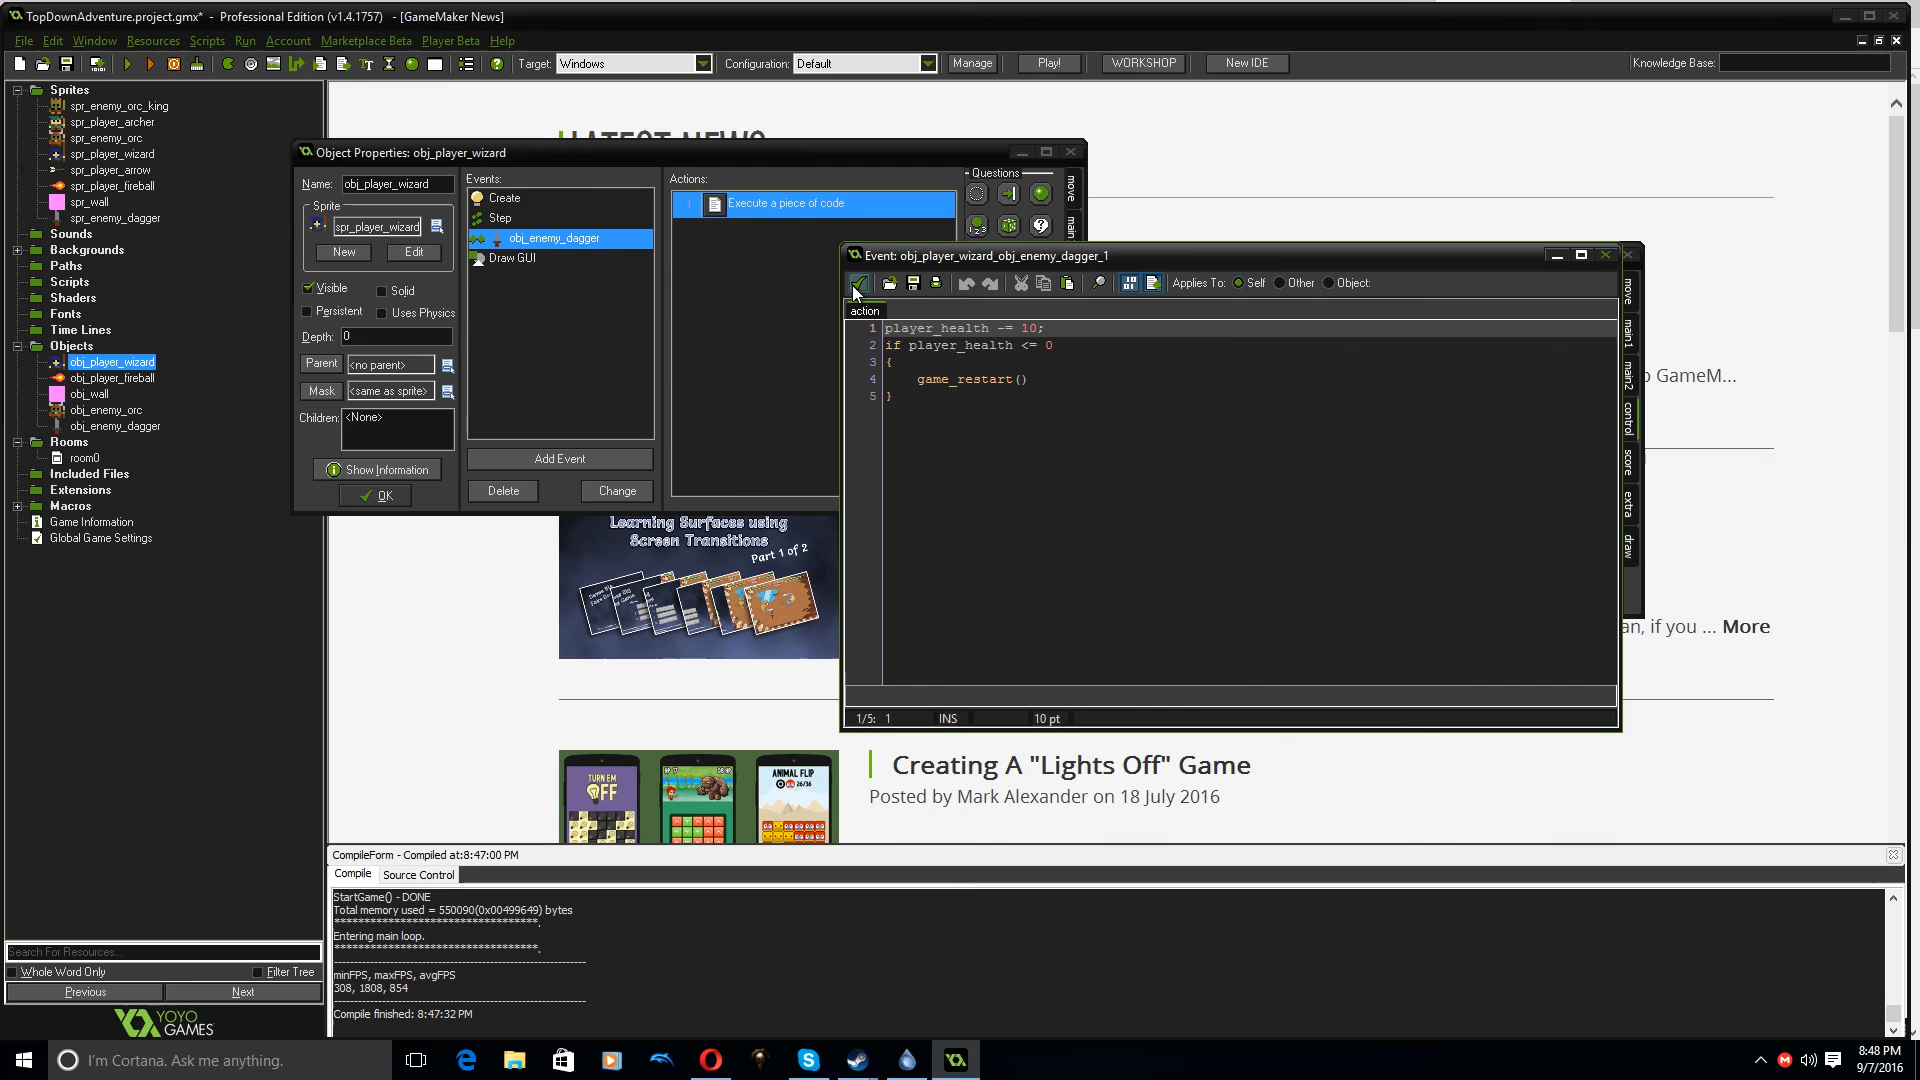 TopDownAdventure.project.gmx* - Professional Edition (v1.4.1757) - [GameMaker News]
File Edit Window Resources Scripts Run Account Marketplace Beta Player Beta Help
Target: Windows Configuration: Default Manage Play! WORKSHOP New IDE Knowledge Base:
Sprites
spr_enemy_orc_king
spr_player_archer
spr_enemy_orc
spr_player_wizard
spr_player_arrow
spr_player_fireball
spr_wall
spr_enemy_dagger
Sounds
Backgrounds
Paths
Scripts
Shaders
Fonts
Time Lines
Objects
obj_player_wizard
obj_player_fireball
obj_wall
obj_enemy_orc
obj_enemy_dagger
Rooms
room0
Included Files
Extensions
Macros
Game Information
Global Game Settings
Search For Resources...
Whole Word Only Filter Tree
Previous Next
YOYO
GAMES
LATEST NEWS
Object Properties: obj_player_wizard
Name: obj_player_wizard
Sprite
spr_player_wizard
New Edit
Visible Solid
Persistent Uses Physics
Depth: 0
Parent <no parent>
Mask <same as sprite>
Children: <None>
Show Information
OK
Events:
Create
Step
obj_enemy_dagger
Draw GUI
Add Event
Delete Change
Actions:
1 Execute a piece of code
Questions
move
main1
Event: obj_player_wizard_obj_enemy_dagger_1
Applies To: Self Other Object:
action
1 player_health -= 10;
2 if player_health <= 0
3 {
4 game_restart()
5 }
1/5: 1 INS 10 pt
move
main1
main2
control
score
extra
draw
o GameM...
an, if you ... More
Learning Surfaces using
Screen Transitions
Part 1 of 2
TURN EM
OFF
ANIMAL FLIP
26/36
Creating A "Lights Off" Game
Posted by Mark Alexander on 18 July 2016
CompileForm - Compiled at:8:47:00 PM
Compile Source Control
StartGame() - DONE
Total memory used = 550090(0x00499649) bytes
**********************************.
Entering main loop.
**********************************.
minFPS, maxFPS, avgFPS
308, 1808, 854
Compile finished: 8:47:32 PM
I'm Cortana. Ask me anything.
8:48 PM
9/7/2016